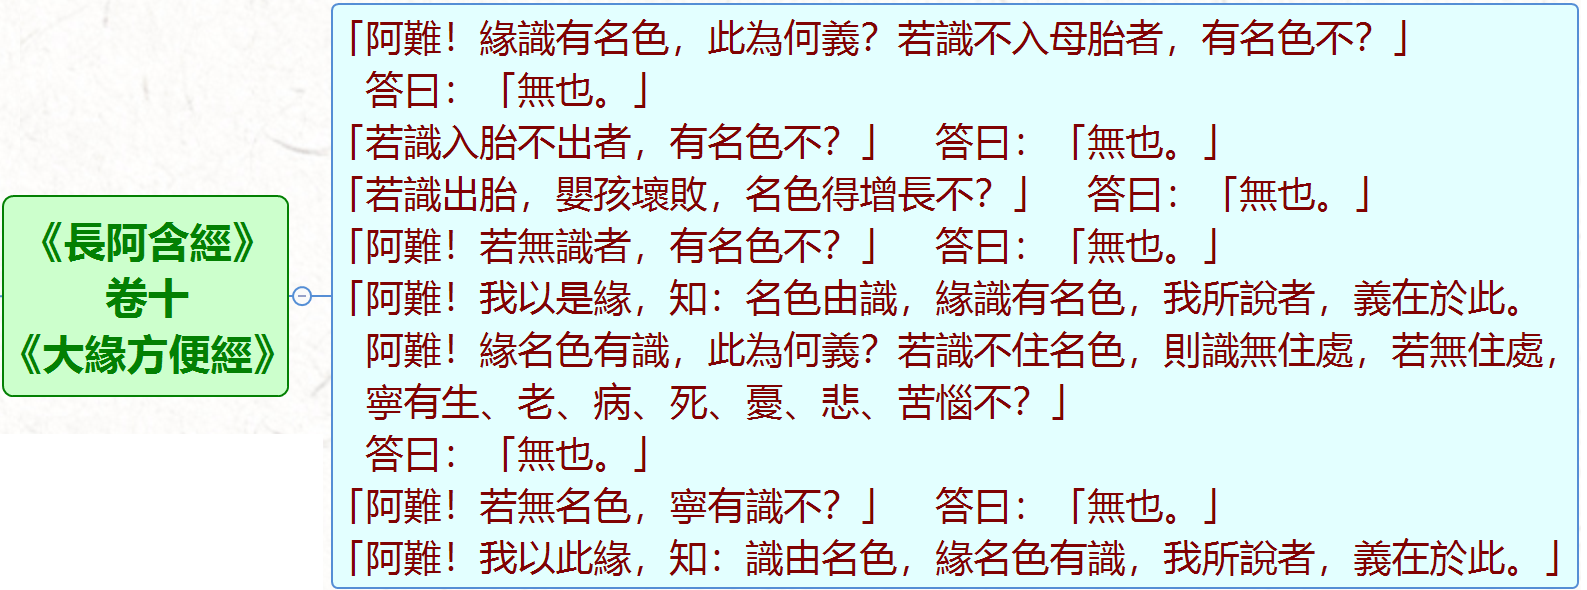 《長阿含經》
卷十
《大緣方便經》
「阿難！緣識有名色，此為何義？若識不入母胎者，有名色不？」
答曰：「無也。」
「若識入胎不出者，有名色不？」　答曰：「無也。」
「若識出胎，嬰孩壞敗，名色得增長不？」　答曰：「無也。」
「阿難！若無識者，有名色不？」　答曰：「無也。」
「阿難！我以是緣，知：名色由識，緣識有名色，我所說者，義在於此。
阿難！緣名色有識，此為何義？若識不住名色，則識無住處，若無住處，
寧有生、老、病、死、憂、悲、苦惱不？」
答曰：「無也。」
「阿難！若無名色，寧有識不？」　答曰：「無也。」
「阿難！我以此緣，知：識由名色，緣名色有識，我所說者，義在於此。」